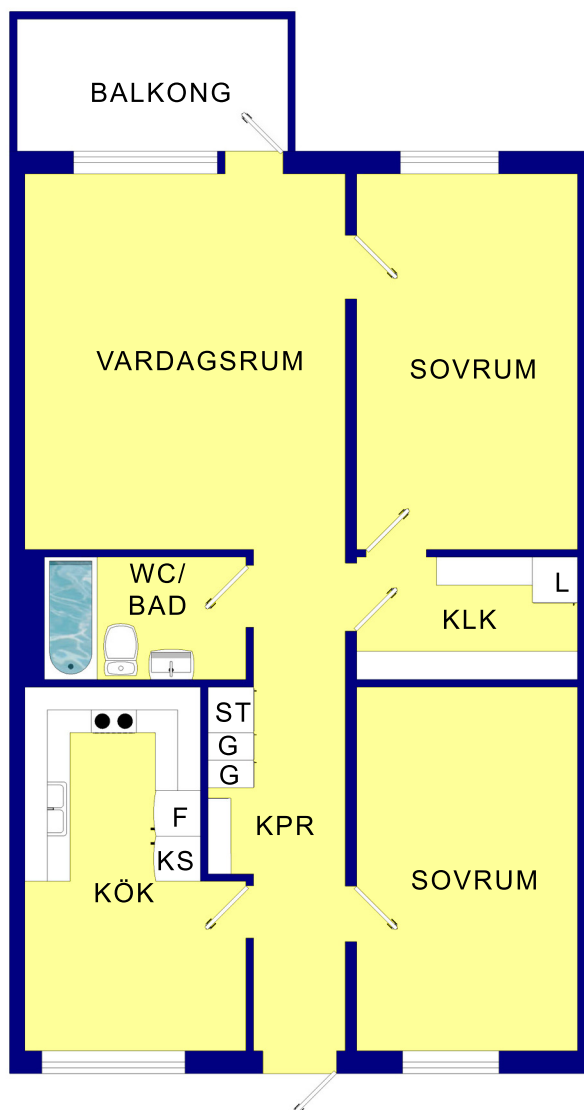 BALKONG
VARDAGSRUM
SOVRUM
WC/
BAD
L
KLK
ST
G
G
F
KPR
KS
KÖK
SOVRUM